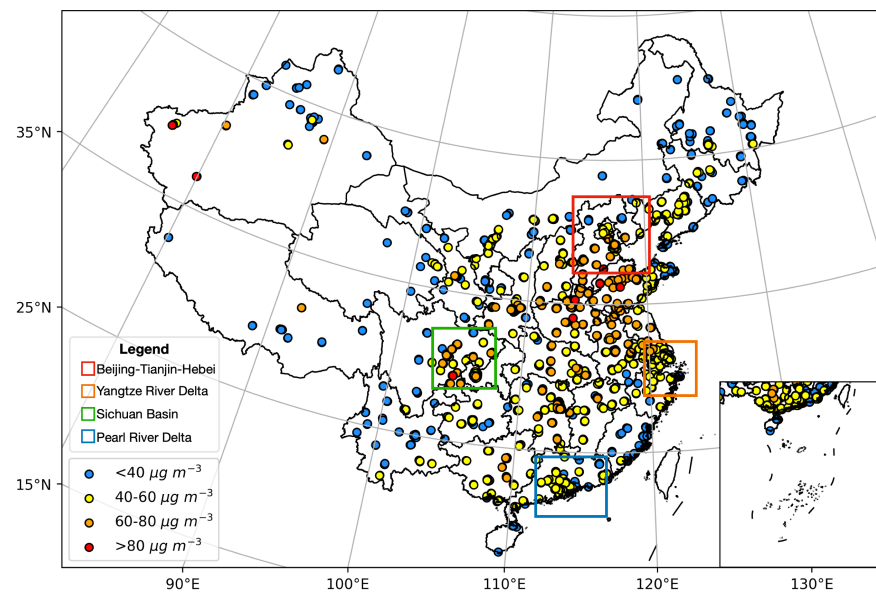 35°N
25°N
15°N
Legend
Beijing-Tianjin-Hebei
Yangtze River Delta
Sichuan Basin
Pearl River Delta
<40 μg m⁻³
40-60 μg m⁻³
60-80 μg m⁻³
>80 μg m⁻³
90°E 100°E 110°E 120°E 130°E